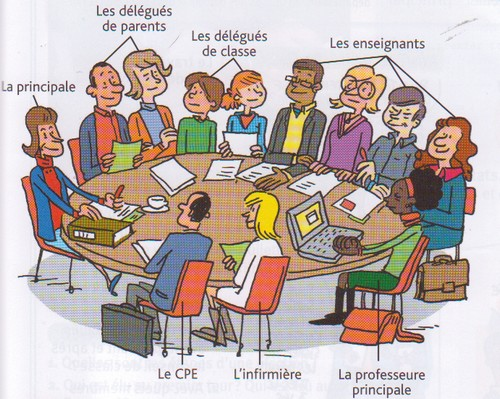 Les délégués
de parents
Les délégués
de classe
Les enseignants
La principale
Le CPE
L'infirmière
La professeure
principale